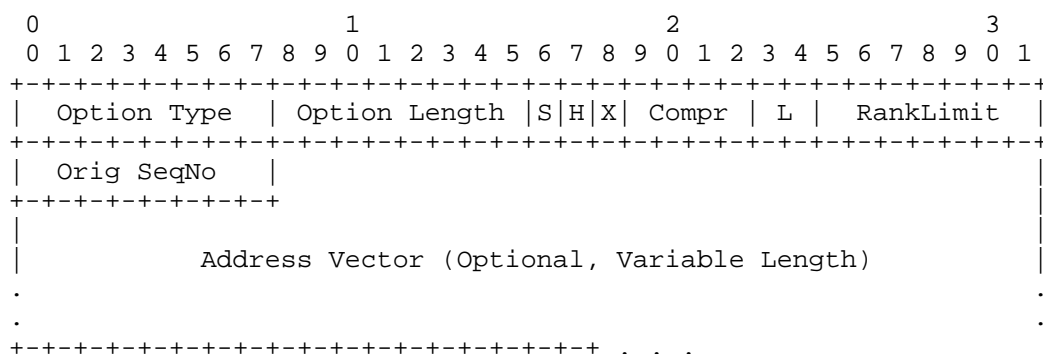 0                   1                   2                   3
 0 1 2 3 4 5 6 7 8 9 0 1 2 3 4 5 6 7 8 9 0 1 2 3 4 5 6 7 8 9 0 1
+-+-+-+-+-+-+-+-+-+-+-+-+-+-+-+-+-+-+-+-+-+-+-+-+-+-+-+-+-+-+-+-+
|  Option Type  | Option Length |S|H|X| Compr | L |  RankLimit  |
+-+-+-+-+-+-+-+-+-+-+-+-+-+-+-+-+-+-+-+-+-+-+-+-+-+-+-+-+-+-+-+-+
|  Orig SeqNo   |                                               |
+-+-+-+-+-+-+-+-+                                               |
|                                                               |
|           Address Vector (Optional, Variable Length)          |
.                                                               .
.                                                               .
+-+-+-+-+-+-+-+-+-+-+-+-+-+-+-+-+-+-+ . . .